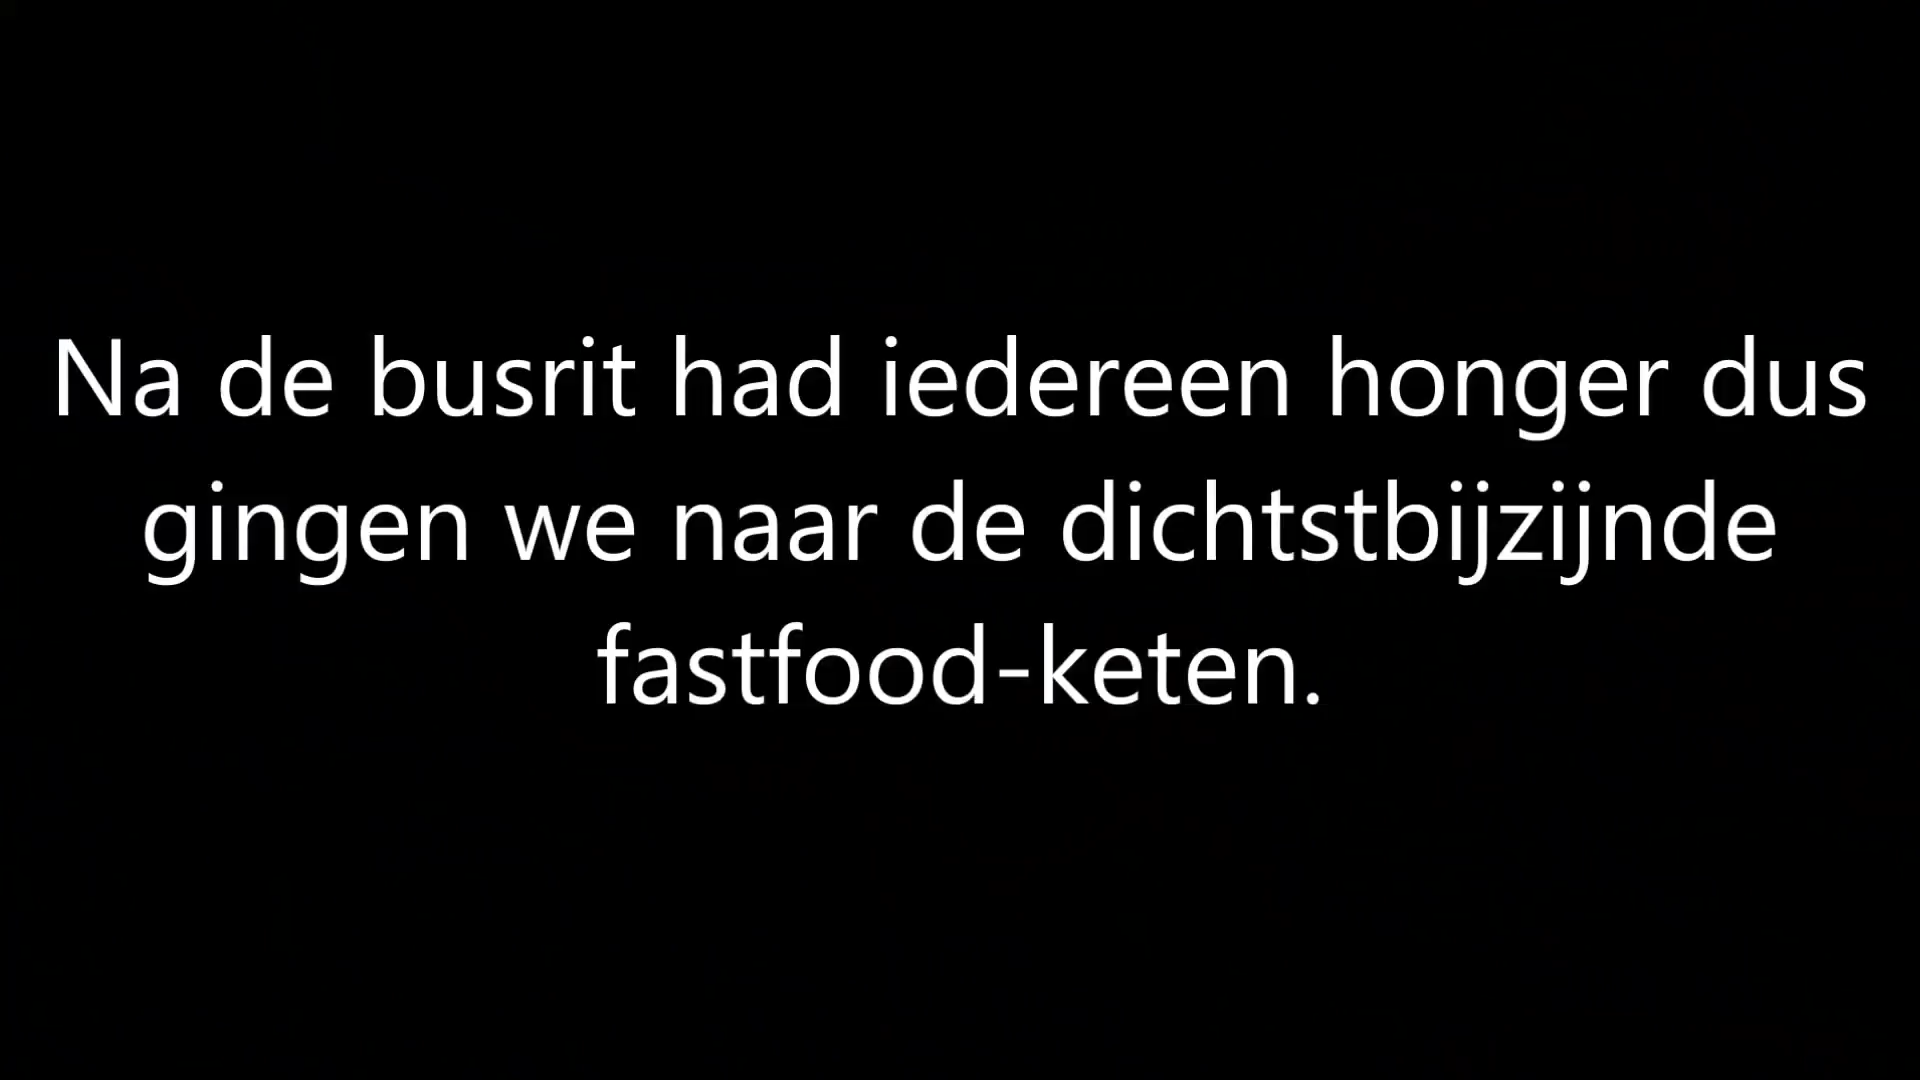 Na de busrit had iedereen honger dus
gingen we naar de dichtstbijzijnde
fastfood-keten.